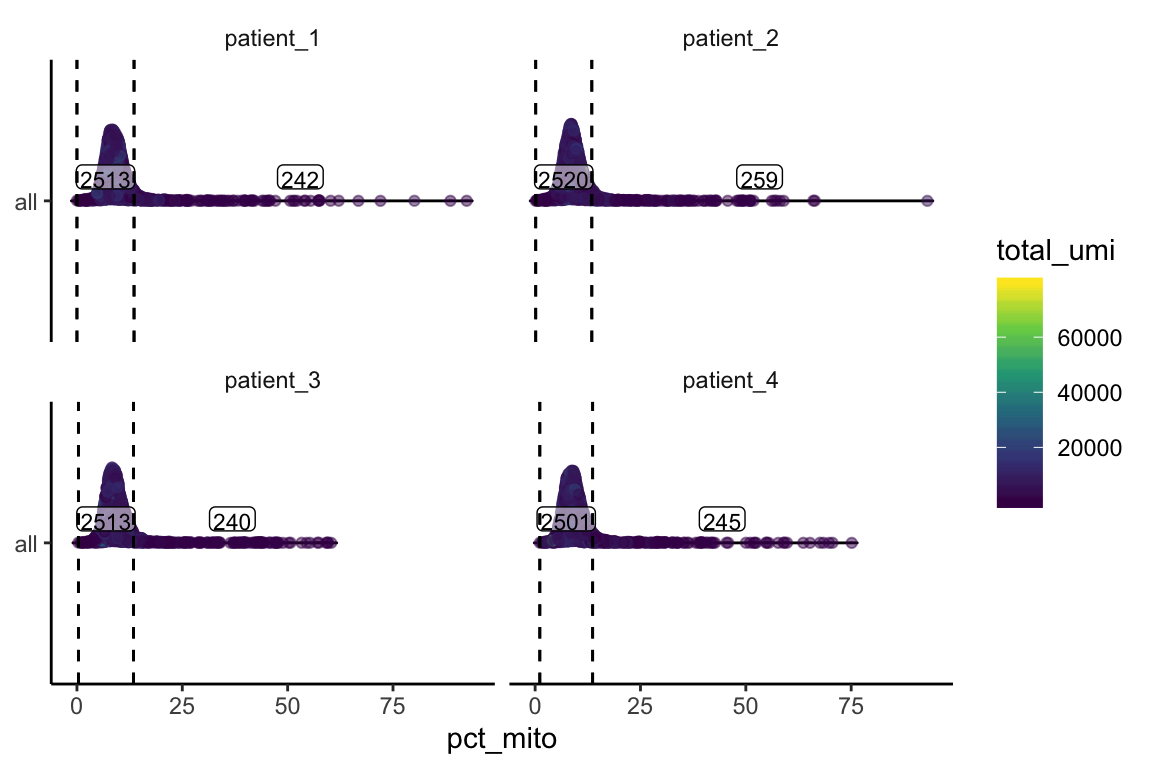 patient_1
patient_2
2513
242
2520
259
all
total_umi
60000
40000
20000
patient_3
patient_4
2513
240
2501
245
all
0
25
50
75
0
25
50
75
pct_mito